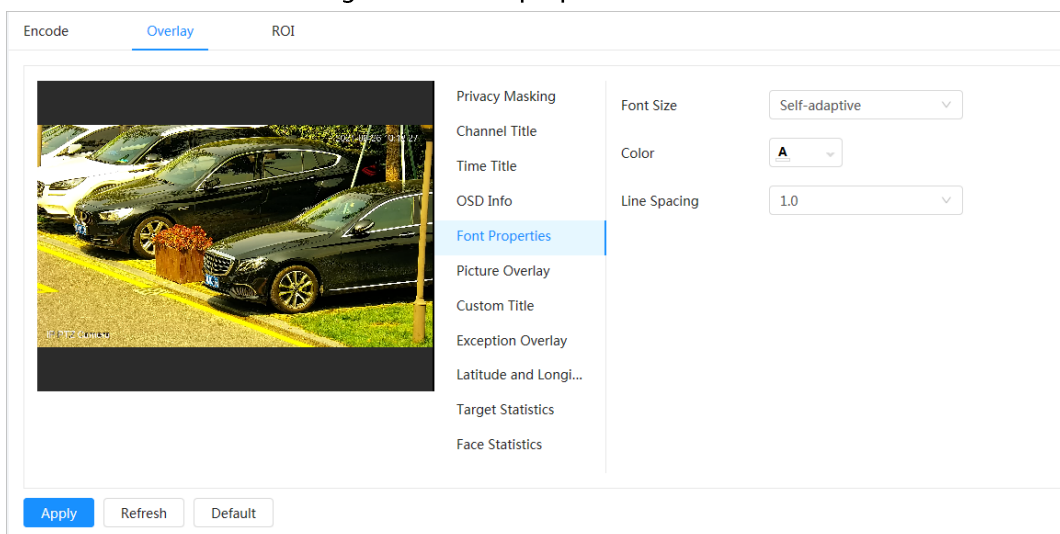 Encode Overlay ROI
Privacy Masking
Channel Title
Time Title
OSD Info
Font Properties
Picture Overlay
Custom Title
Exception Overlay
Latitude and Longi...
Target Statistics
Face Statistics
Font Size Self-adaptive
Color A
Line Spacing 1.0
Apply Refresh Default